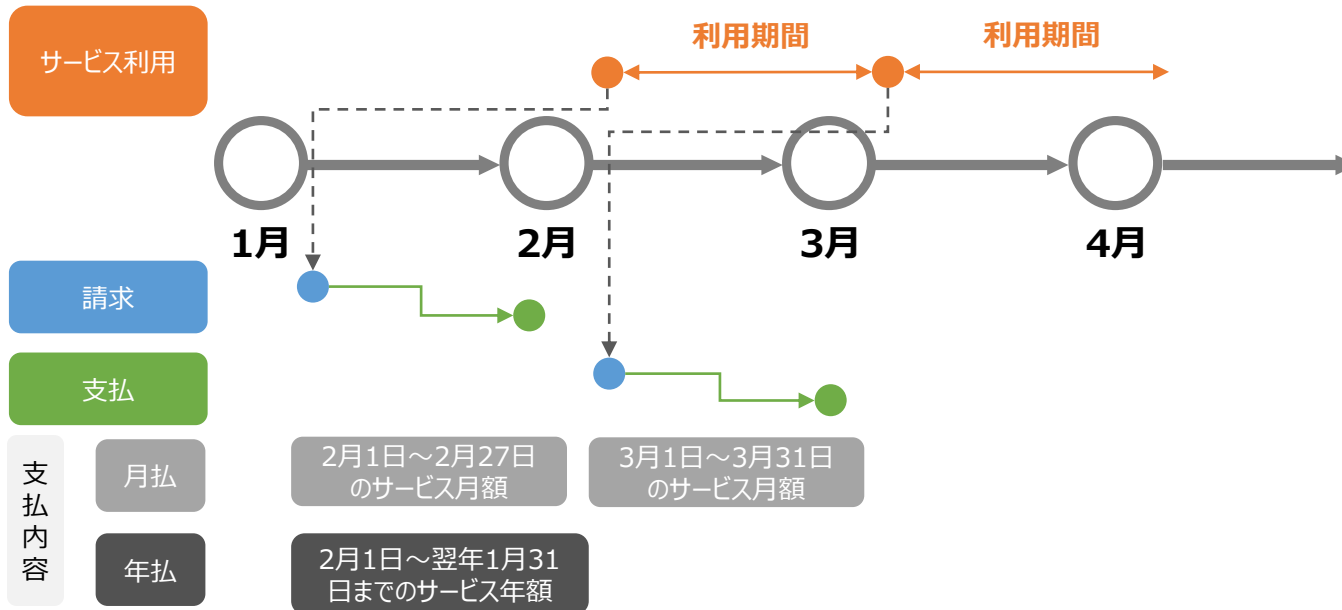 サービス利用
利用期間
利用期間
1月
2月
3月
4月
請求
支払
支払内容
月払
2月1日～2月27日
のサービス月額
3月1日～3月31日
のサービス月額
年払
2月1日～翌年1月31
日までのサービス年額